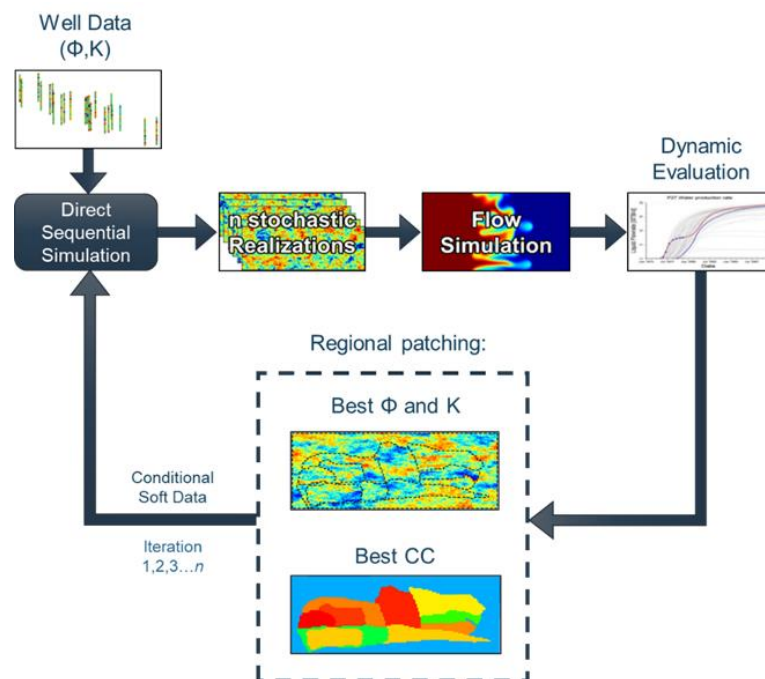 Well Data
(Φ,K)
Direct
Sequential
Simulation
n stochastic
Realizations
Flow
Simulation
Dynamic
Evaluation
Regional patching:
Best Φ and K
Conditional
Soft Data
Iteration
1,2,3…n
Best CC